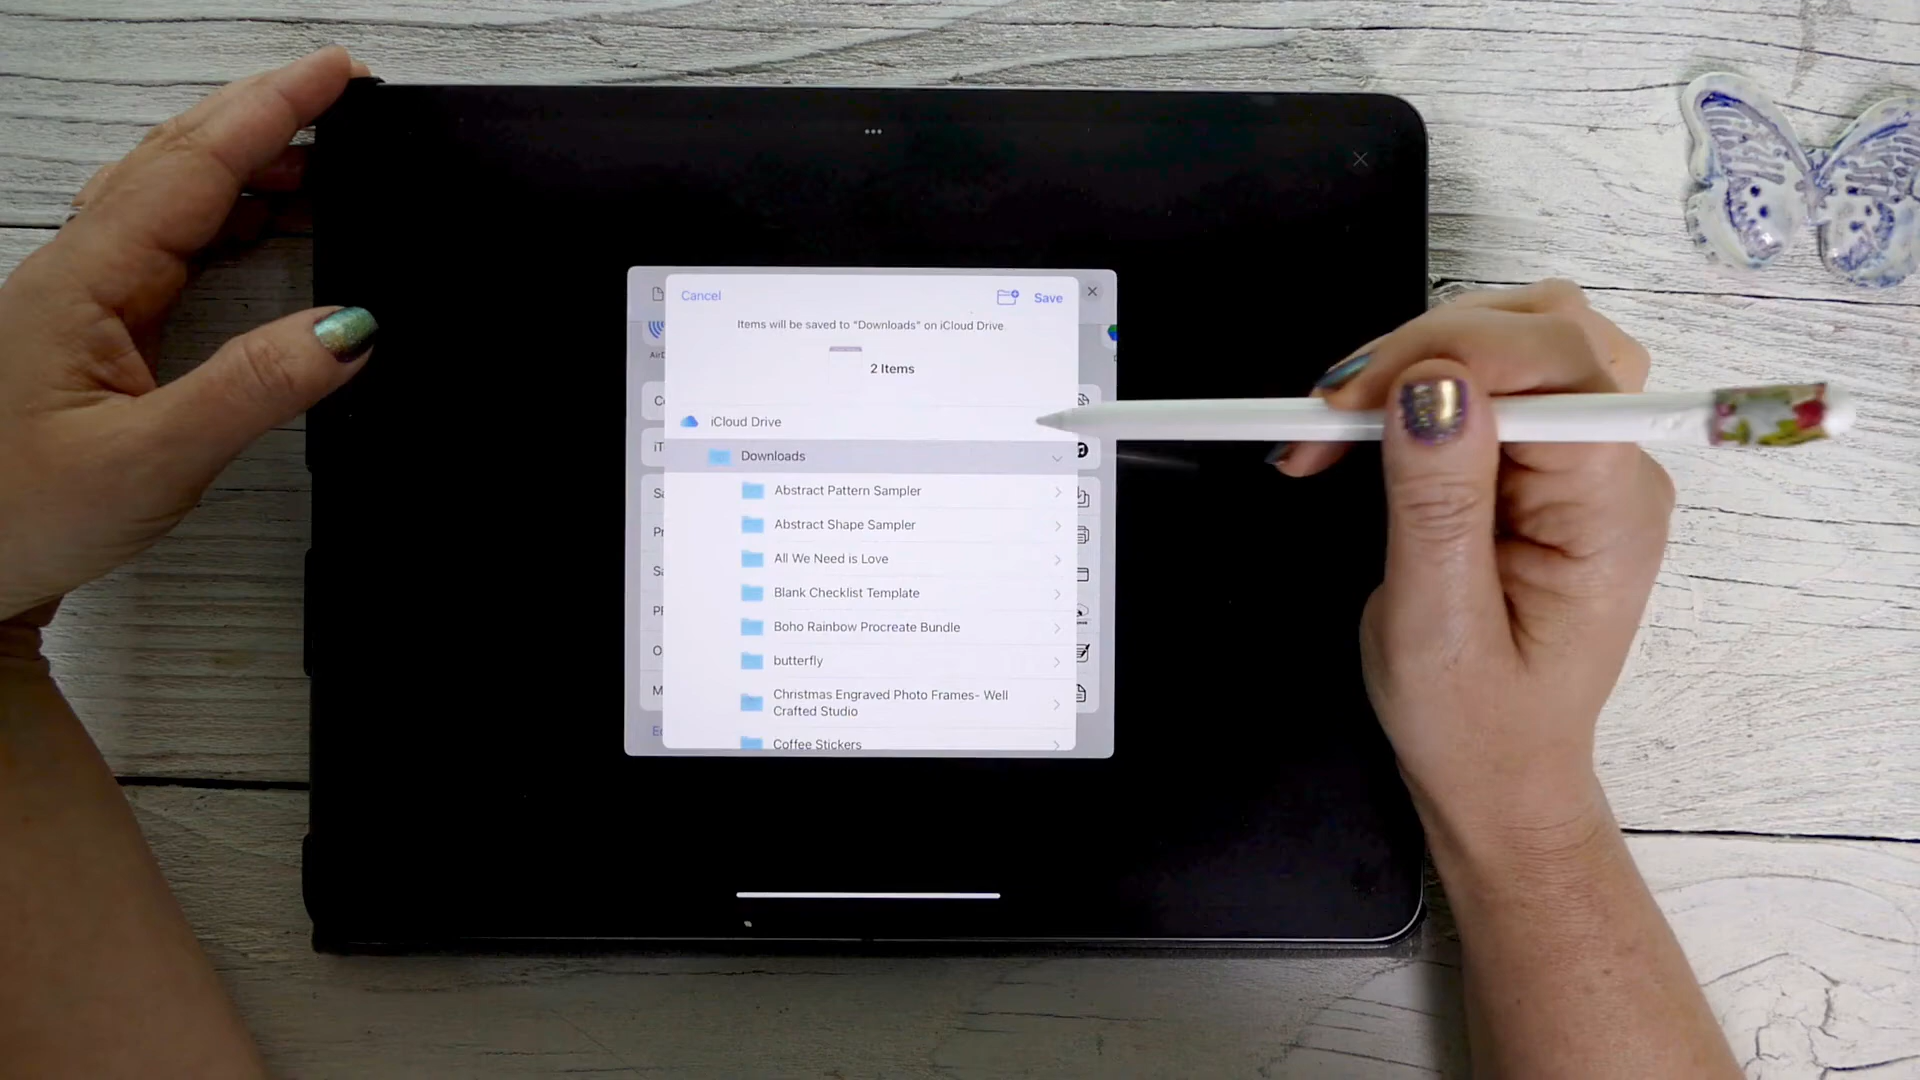 Cancel
Save
Items will be saved to "Downloads" on iCloud Drive.
2 Items
iCloud Drive
Downloads
Abstract Pattern Sampler
Abstract Shape Sampler
All We Need is Love
Blank Checklist Template
Boho Rainbow Procreate Bundle
butterfly
Christmas Engraved Photo Frames- Well
Crafted Studio
Coffee Stickers